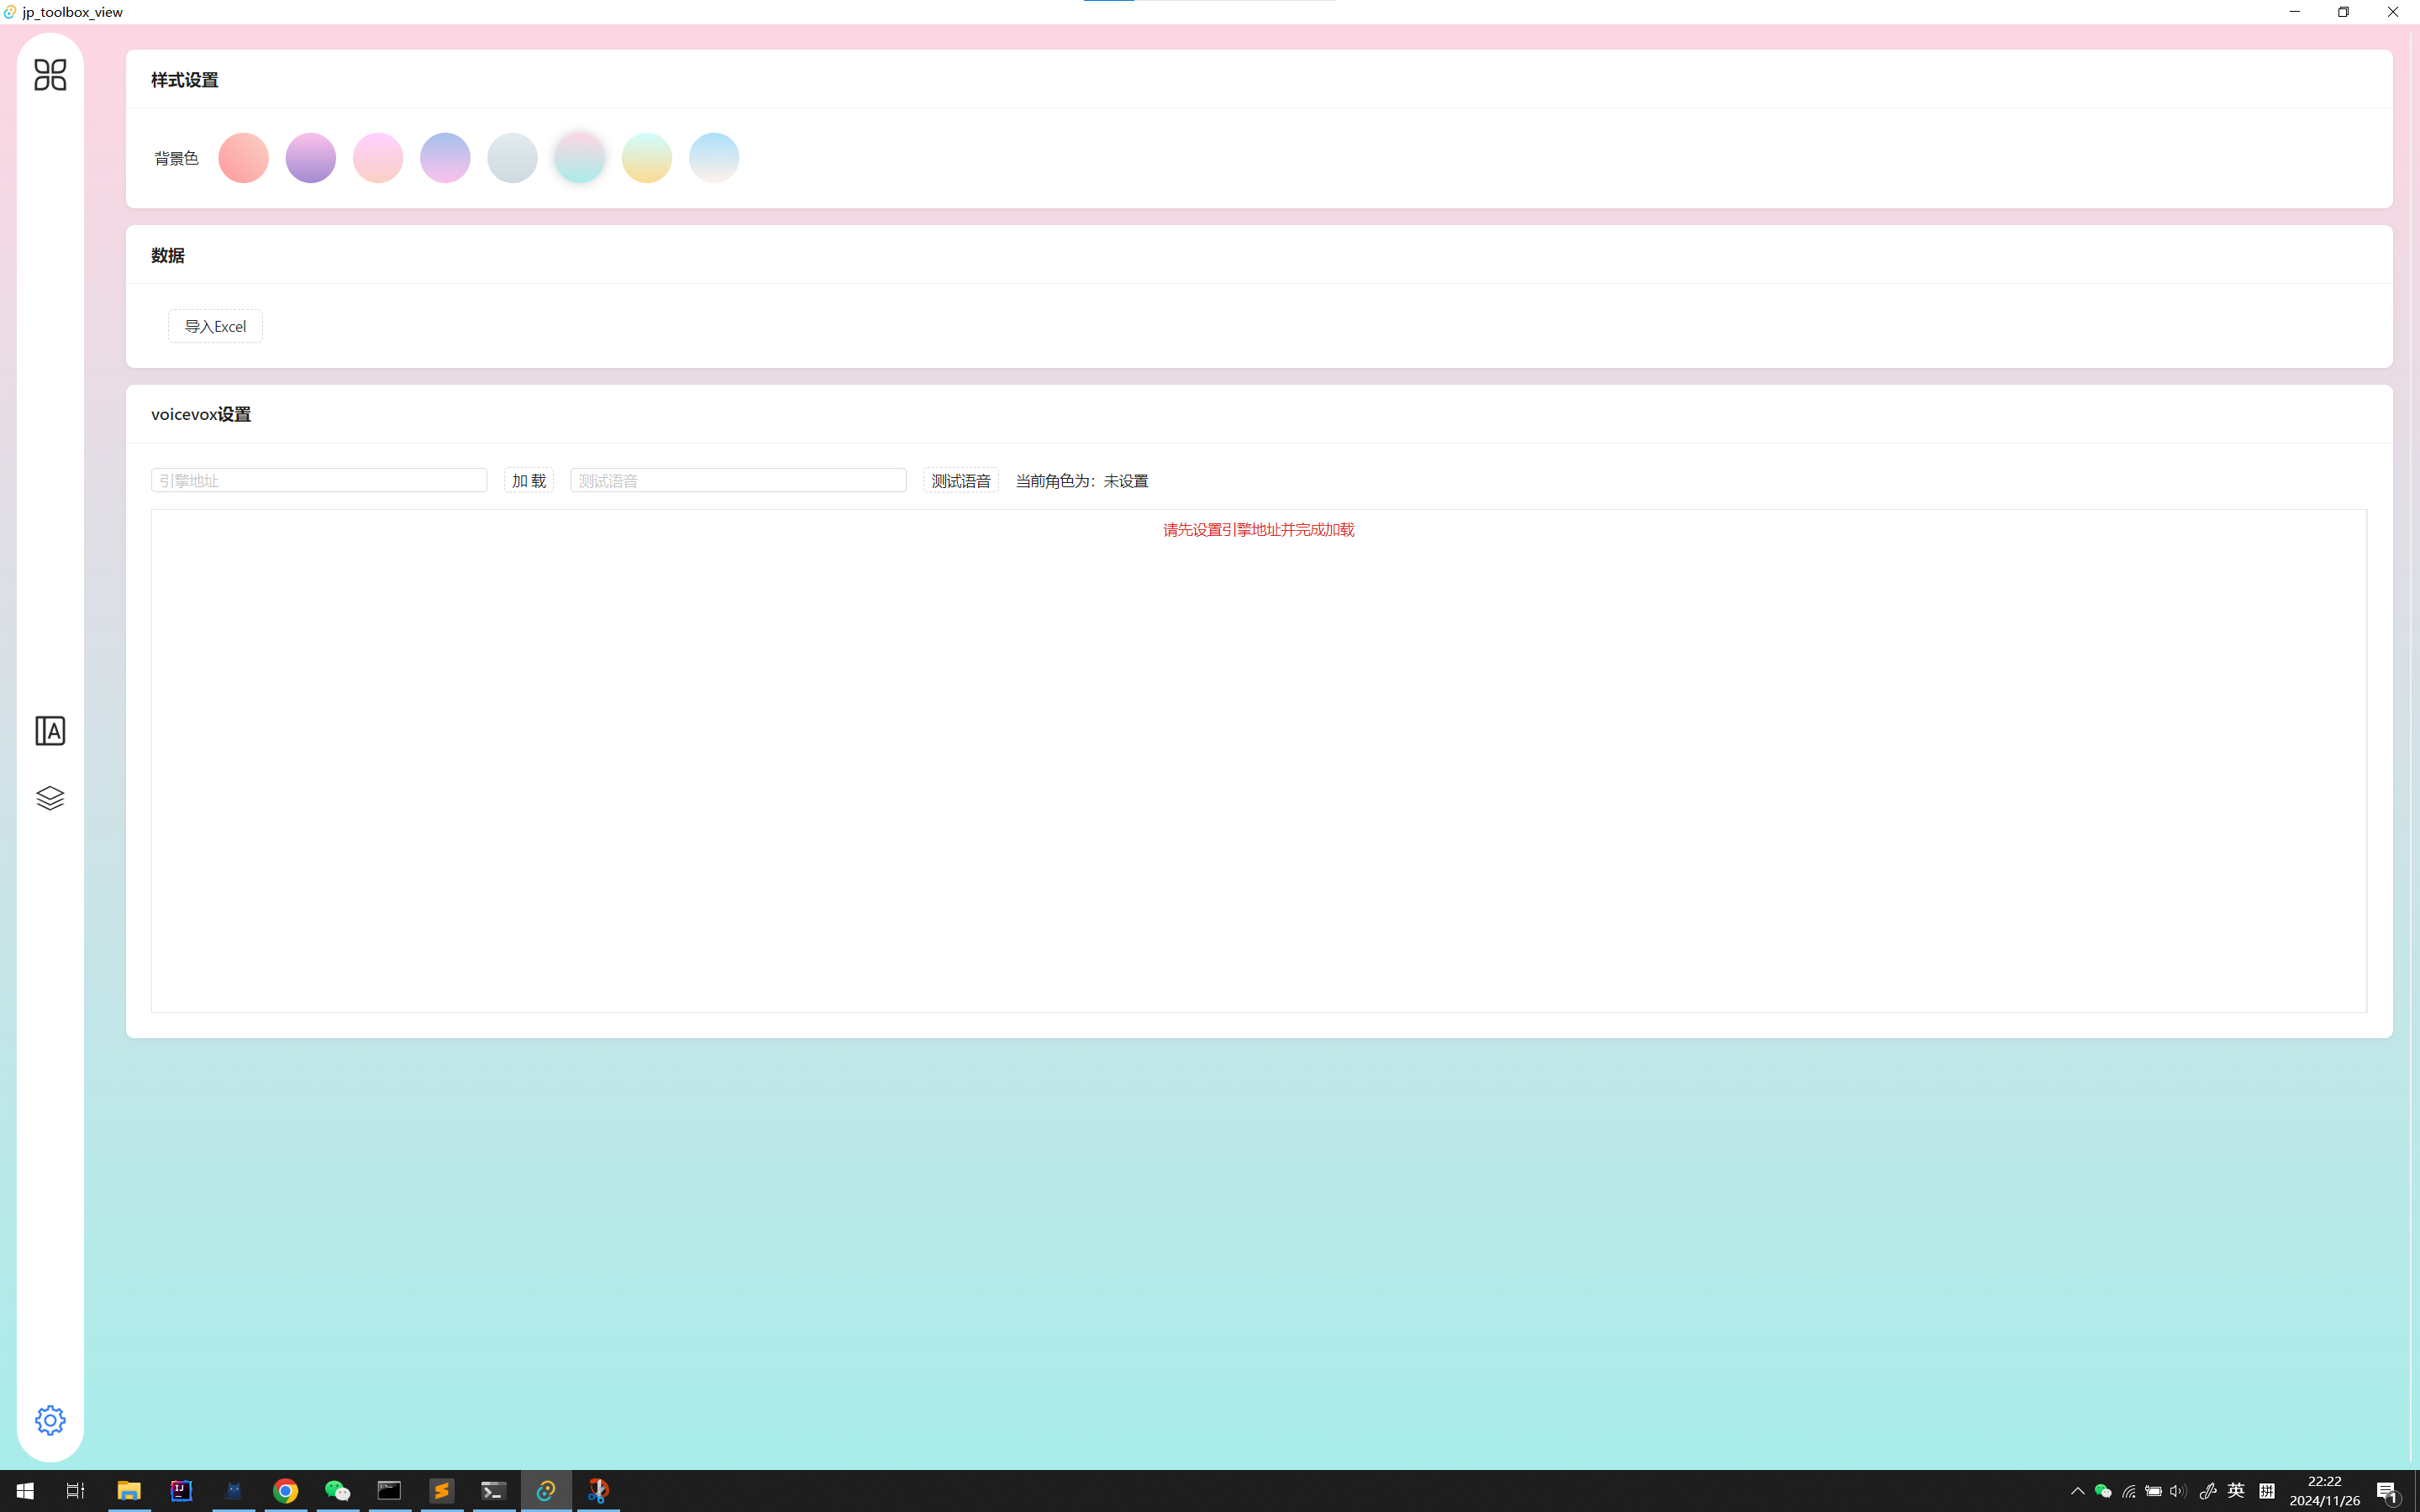 jp_toolbox_view
样式设置
背景色
数据
导入Excel
voicevox设置
引擎地址 加 载 测试语音 测试语音 当前角色为：未设置
请先设置引擎地址并完成加载
英 拼 22:22
2024/11/26 1